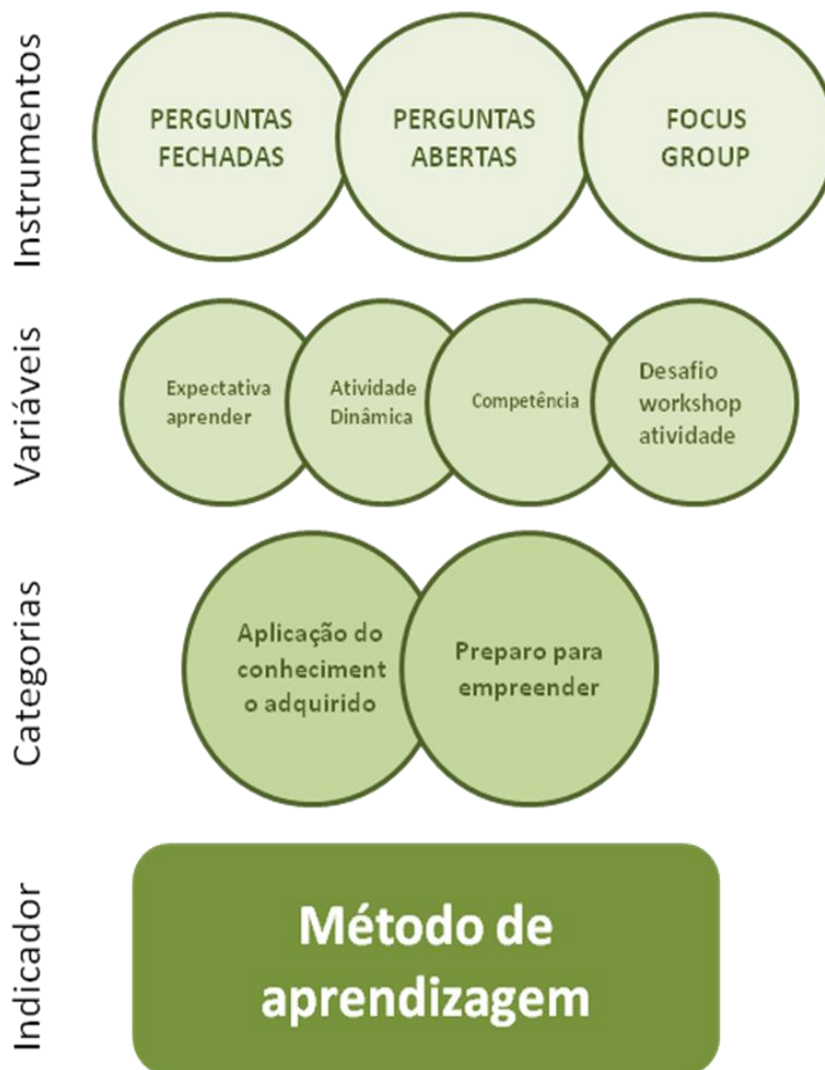 Instrumentos
PERGUNTAS
FECHADAS
PERGUNTAS
ABERTAS
FOCUS
GROUP
Variáveis
Expectativa
aprender
Atividade
Dinâmica
Competência
Desafio
workshop
atividade
Categorias
Aplicação do
conheciment
o adquirido
Preparo para
empreender
Indicador
Método de
aprendizagem